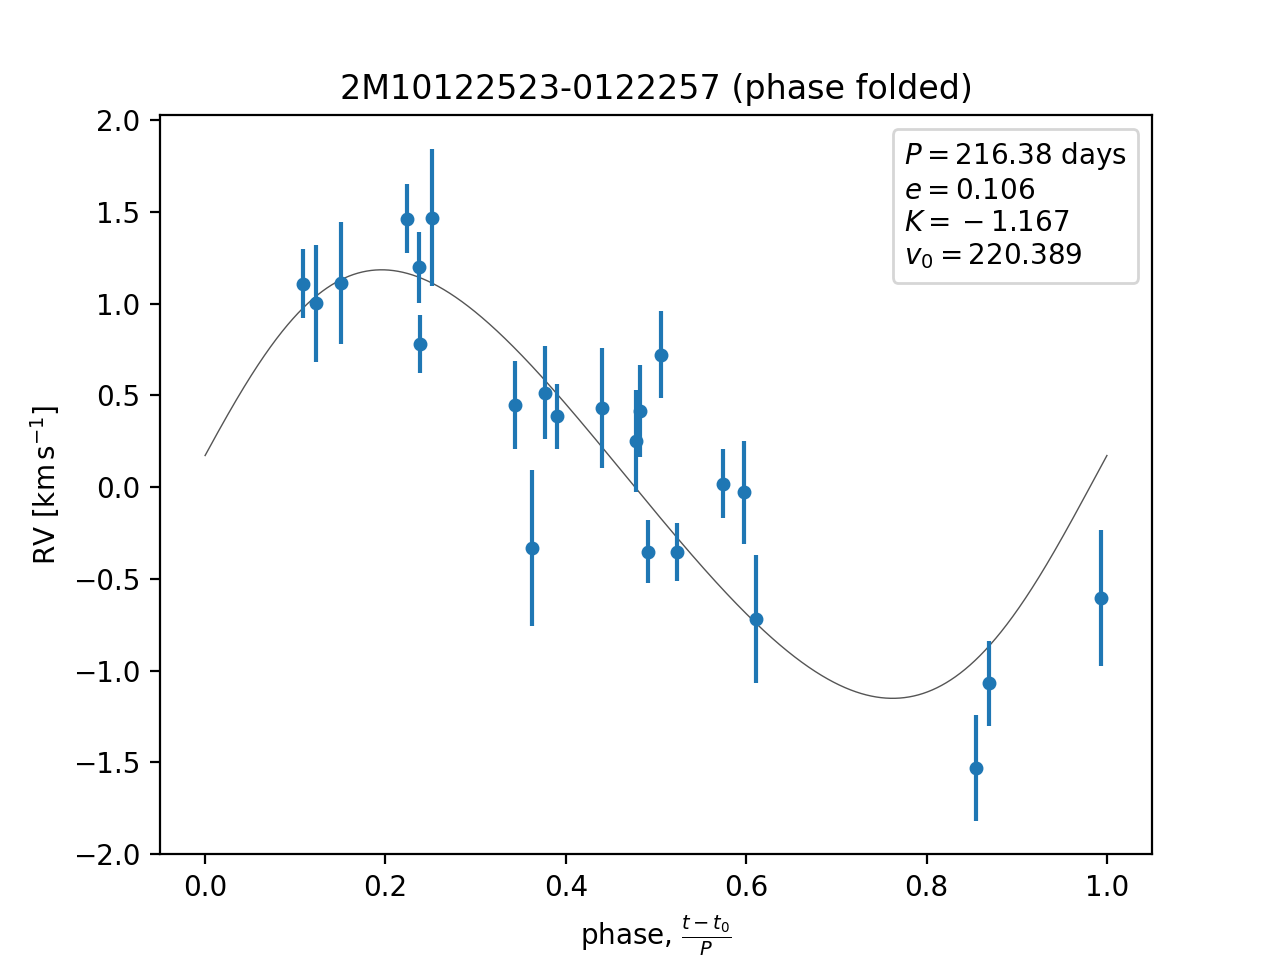 2M10122523-0122257 (phase folded)
P = 216.38 days
e = 0.106
K = −1.167
v₀ = 220.389
RV [km s⁻¹]
2.0
1.5
1.0
0.5
0.0
−0.5
−1.0
−1.5
−2.0
0.0 0.2 0.4 0.6 0.8 1.0
phase, (t − t₀)/P